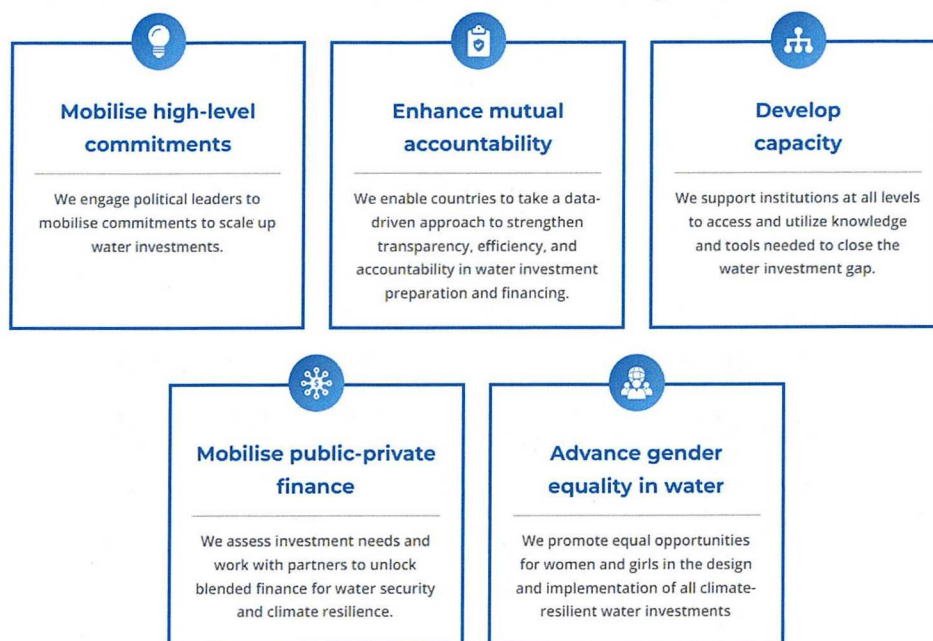 Mobilise high-level
commitments
We engage political leaders to
mobilise commitments to scale up
water investments.
Enhance mutual
accountability
We enable countries to take a data-
driven approach to strengthen
transparency, efficiency, and
accountability in water investment
preparation and financing.
Develop
capacity
We support institutions at all levels
to access and utilize knowledge
and tools needed to close the
water investment gap.
Mobilise public-private
finance
We assess investment needs and
work with partners to unlock
blended finance for water security
and climate resilience.
Advance gender
equality in water
We promote equal opportunities
for women and girls in the design
and implementation of all climate-
resilient water investments